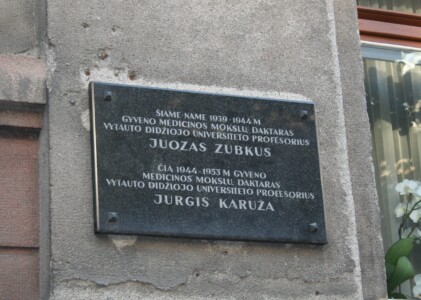 ŠIAME NAME 1939-1944 M
GYVENO MEDICINOS MOKSLŲ DAKTARAS
VYTAUTO DIDŽIOJO UNIVERSITETO PROFESORIUS
JUOZAS ZUBKUS
ČIA 1944-1953 M GYVENO
MEDICINOS MOKSLŲ DAKTARAS
VYTAUTO DIDŽIOJO UNIVERSITETO PROFESORIUS
JURGIS KARUŽA